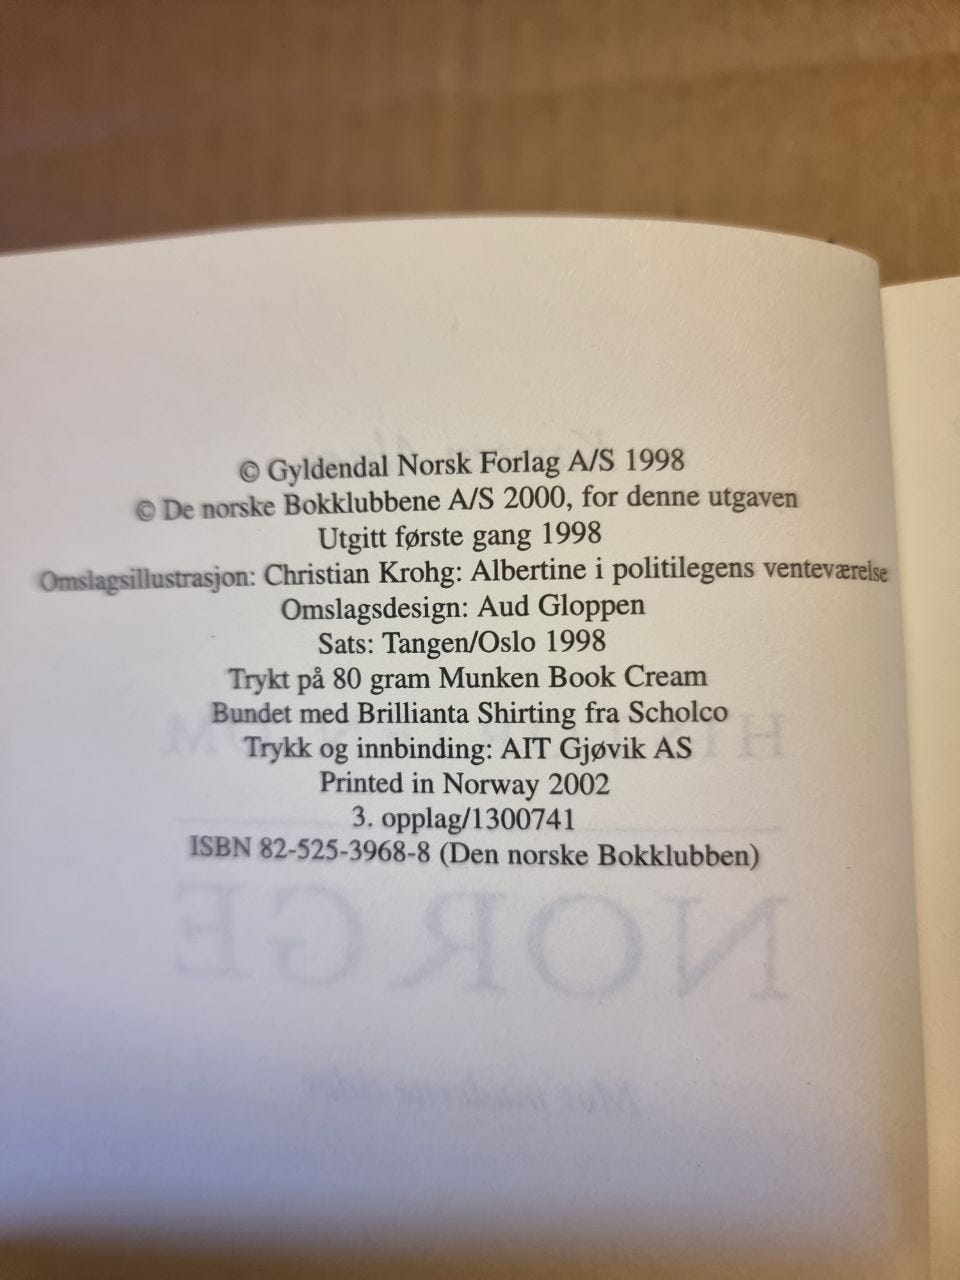 © Gyldendal Norsk Forlag A/S 1998
© De norske Bokklubbene A/S 2000, for denne utgaven
Utgitt første gang 1998
Omslagsillustrasjon: Christian Krohg: Albertine i politilegens venteværelse
Omslagsdesign: Aud Gloppen
Sats: Tangen/Oslo 1998
Trykt på 80 gram Munken Book Cream
Bundet med Brillianta Shirting fra Scholco
Trykk og innbinding: AIT Gjøvik AS
Printed in Norway 2002
3. opplag/1300741
ISBN 82-525-3968-8 (Den norske Bokklubben)
NORGE